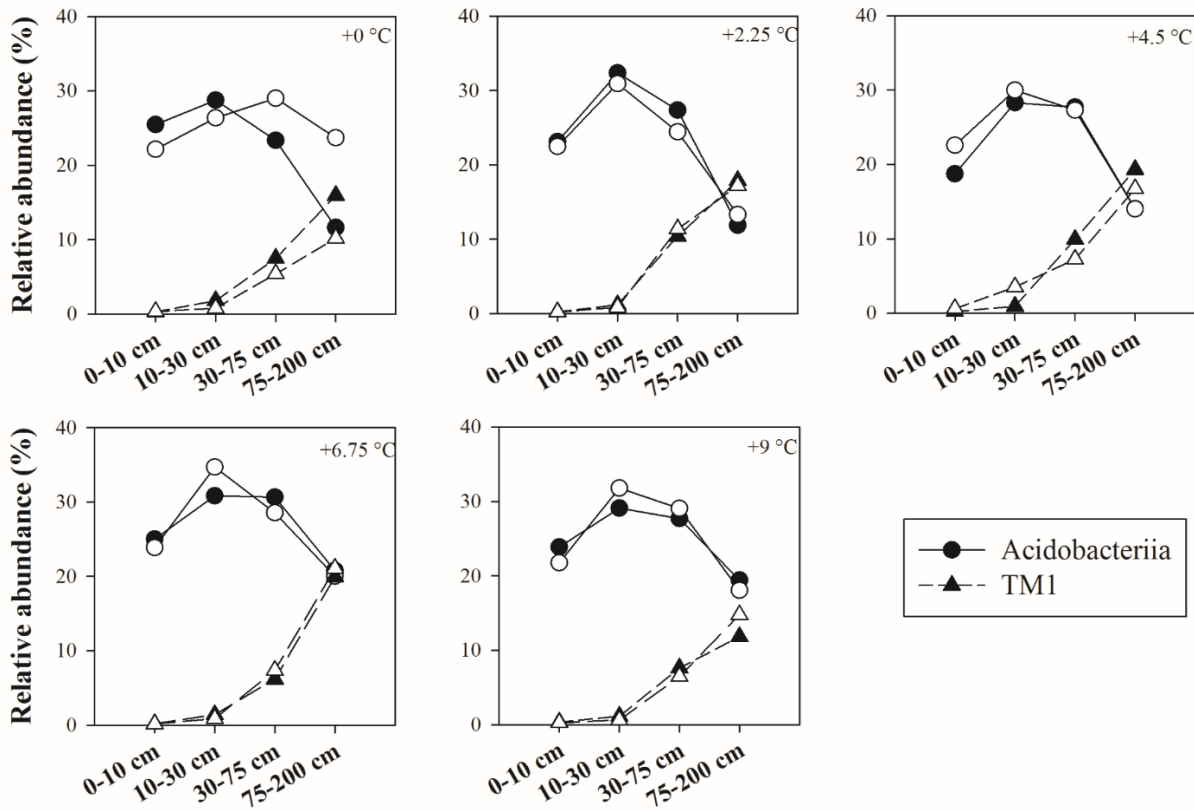 Relative abundance (%)
40
30
20
10
0
+0 °C
0-10 cm
10-30 cm
30-75 cm
75-200 cm
40
30
20
10
0
+2.25 °C
0-10 cm
10-30 cm
30-75 cm
75-200 cm
40
30
20
10
0
+4.5 °C
0-10 cm
10-30 cm
30-75 cm
75-200 cm
Relative abundance (%)
40
30
20
10
0
+6.75 °C
0-10 cm
10-30 cm
30-75 cm
75-200 cm
40
30
20
10
0
+9 °C
0-10 cm
10-30 cm
30-75 cm
75-200 cm
Acidobacteriia
TM1